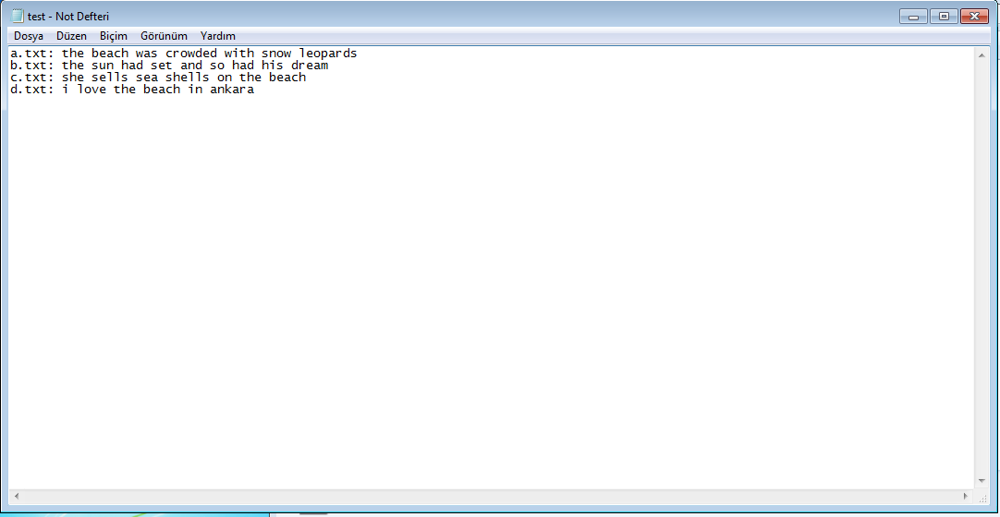 test - Not Defteri
Dosya Düzen Biçim Görünüm Yardım
a.txt: the beach was crowded with snow leopards
b.txt: the sun had set and so had his dream
c.txt: she sells sea shells on the beach
d.txt: i love the beach in ankara